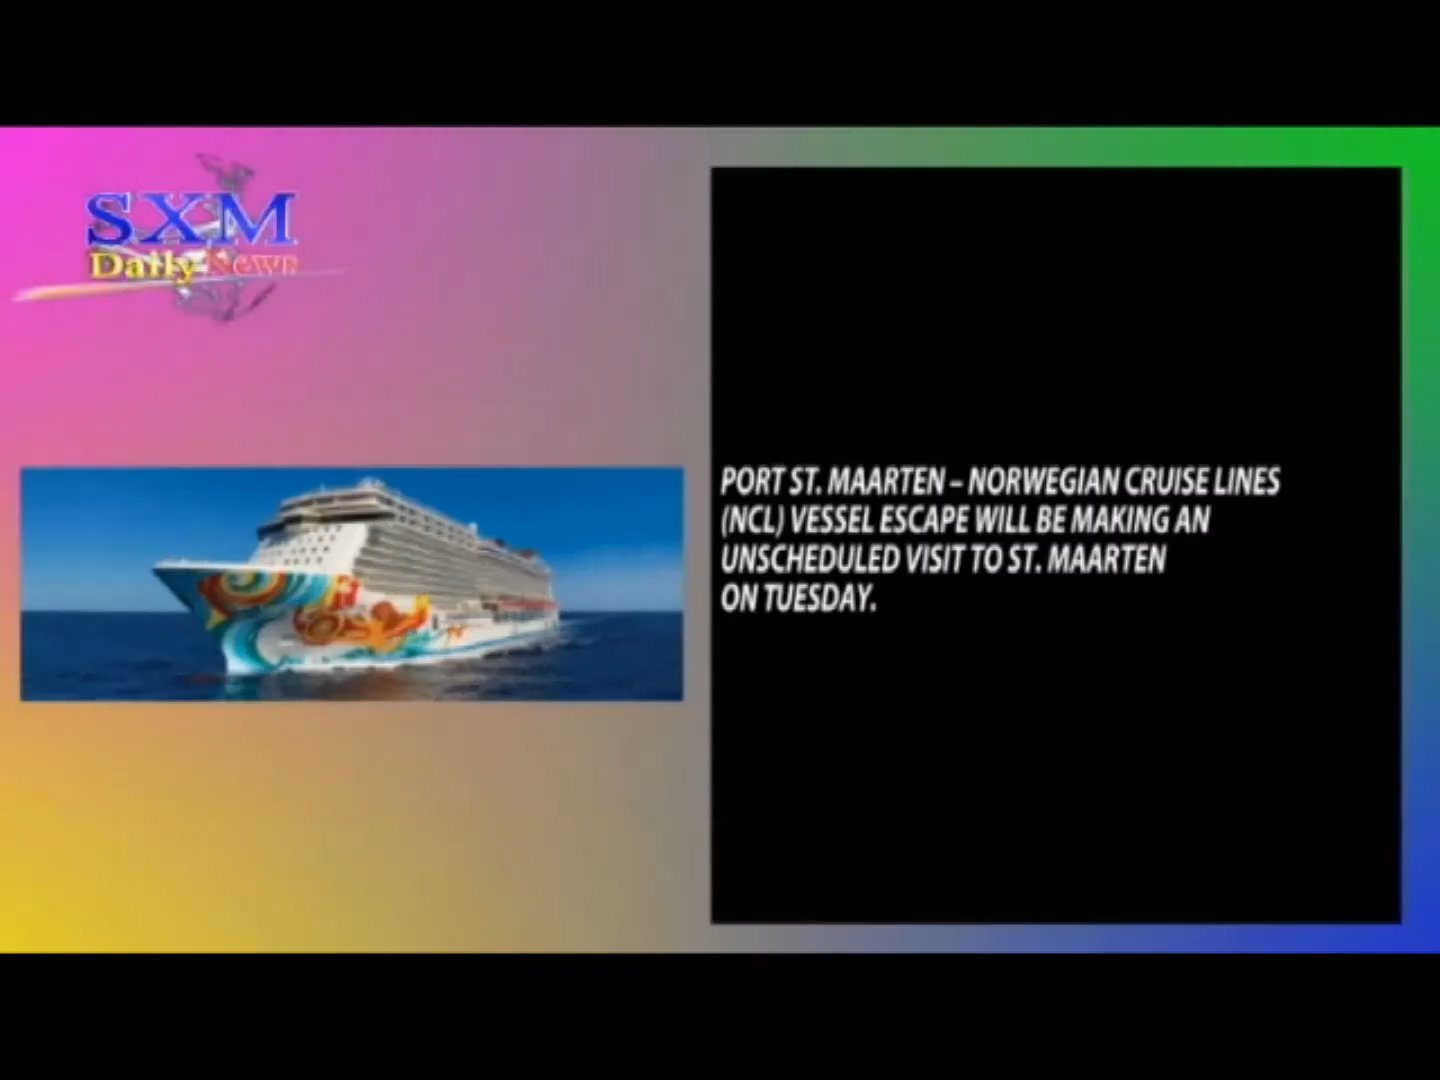 SXM
Daily News
PORT ST. MAARTEN – NORWEGIAN CRUISE LINES
(NCL) VESSEL ESCAPE WILL BE MAKING AN
UNSCHEDULED VISIT TO ST. MAARTEN
ON TUESDAY.